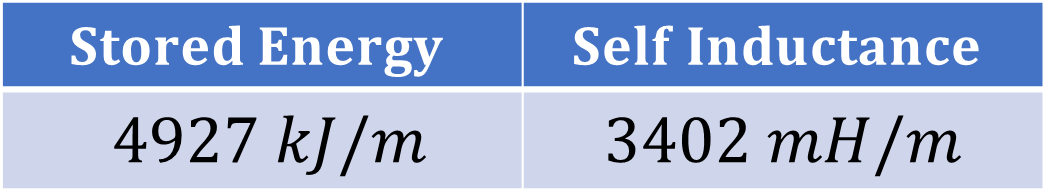 Stored Energy Self Inductance
4927 kJ/m 3402 mH/m